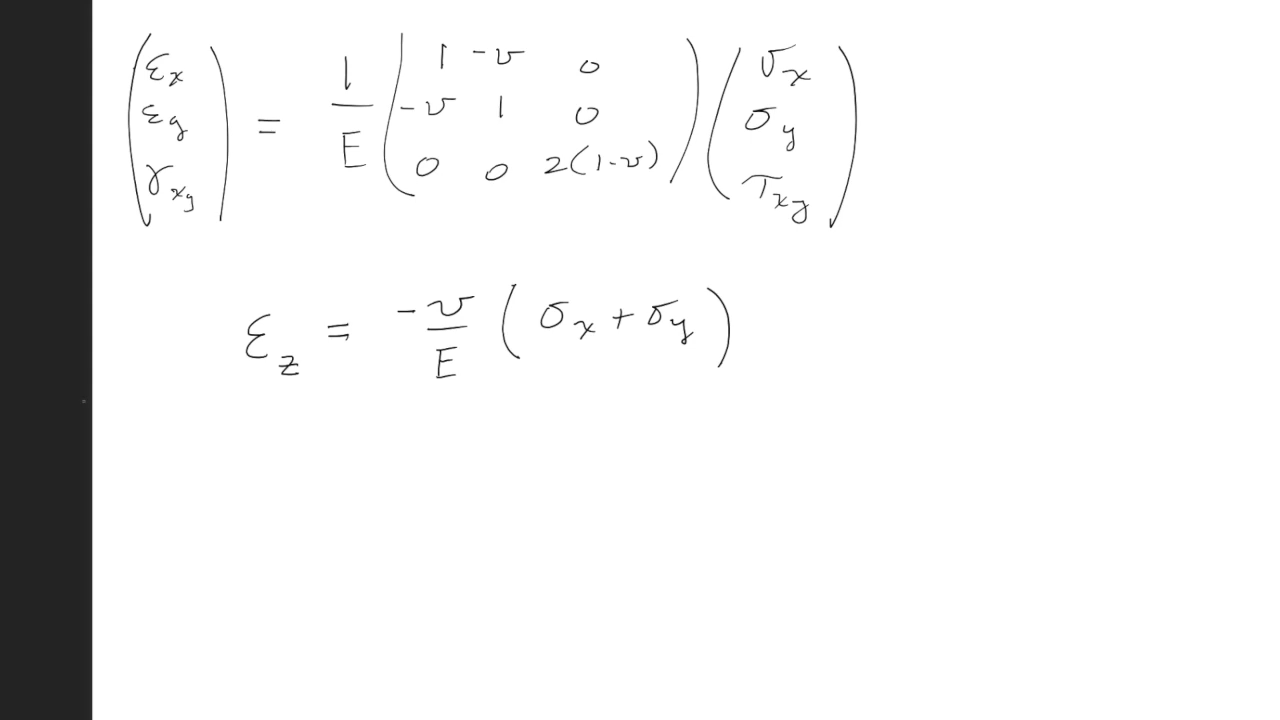 (εx εy γxy) = 1/E (1 -ν 0; -ν 1 0; 0 0 2(1-ν)) (σx σy τxy)
εz = -ν/E (σx + σy)